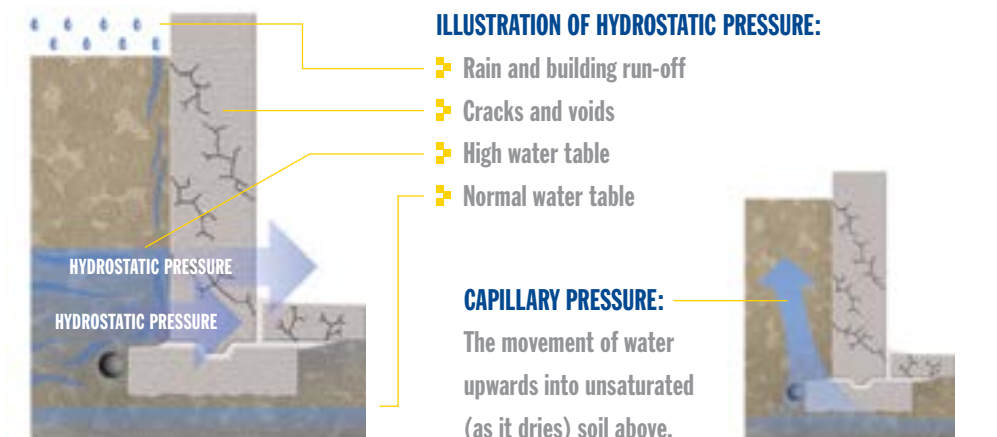 ILLUSTRATION OF HYDROSTATIC PRESSURE:
Rain and building run-off
Cracks and voids
High water table
Normal water table
HYDROSTATIC PRESSURE
HYDROSTATIC PRESSURE
CAPILLARY PRESSURE:
The movement of water
upwards into unsaturated
(as it dries) soil above.